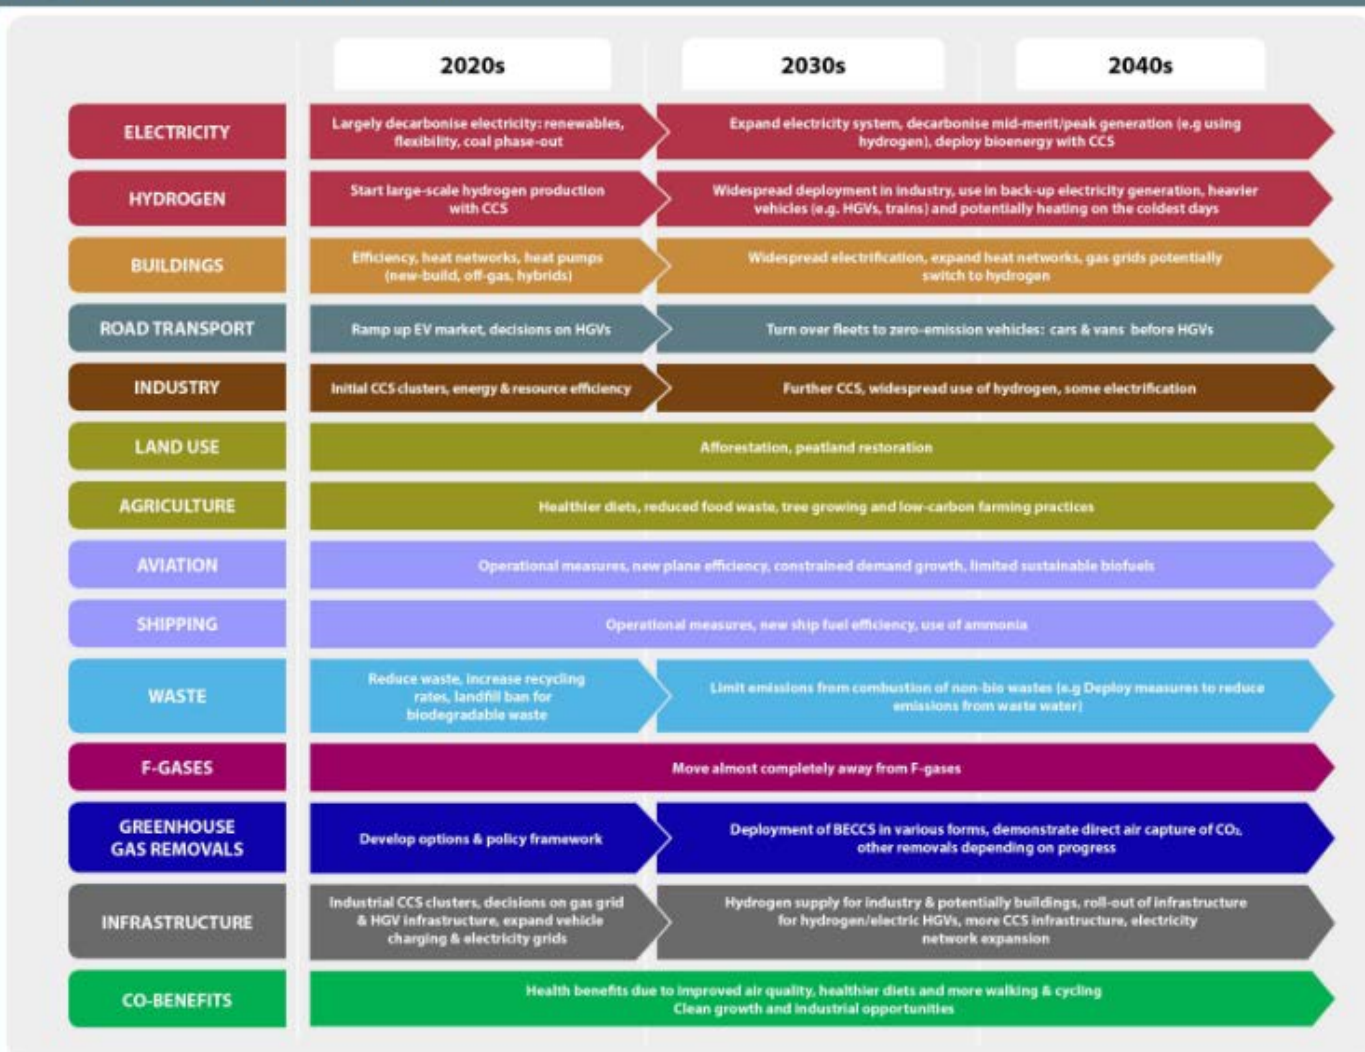 2020s
2030s
2040s
ELECTRICITY
Largely decarbonise electricity: renewables,
flexibility, coal phase-out
Expand electricity system, decarbonise mid-merit/peak generation (e.g using
hydrogen), deploy bioenergy with CCS
HYDROGEN
Start large-scale hydrogen production
with CCS
Widespread deployment in industry, use in back-up electricity generation, heavier
vehicles (e.g. HGVs, trains) and potentially heating on the coldest days
BUILDINGS
Efficiency, heat networks, heat pumps
(new-build, off-gas, hybrids)
Widespread electrification, expand heat networks, gas grids potentially
switch to hydrogen
ROAD TRANSPORT
Ramp up EV market, decisions on HGVs
Turn over fleets to zero-emission vehicles: cars & vans before HGVs
INDUSTRY
Initial CCS clusters, energy & resource efficiency
Further CCS, widespread use of hydrogen, some electrification
LAND USE
Afforestation, peatland restoration
AGRICULTURE
Healthier diets, reduced food waste, tree growing and low-carbon farming practices
AVIATION
Operational measures, new plane efficiency, constrained demand growth, limited sustainable biofuels
SHIPPING
Operational measures, new ship fuel efficiency, use of ammonia
WASTE
Reduce waste, increase recycling
rates, landfill ban for
biodegradable waste
Limit emissions from combustion of non-bio wastes (e.g Deploy measures to reduce
emissions from waste water)
F-GASES
Move almost completely away from F-gases
GREENHOUSE
GAS REMOVALS
Develop options & policy framework
Deployment of BECCS in various forms, demonstrate direct air capture of CO₂,
other removals depending on progress
INFRASTRUCTURE
Industrial CCS clusters, decisions on gas grid
& HGV infrastructure, expand vehicle
charging & electricity grids
Hydrogen supply for industry & potentially buildings, roll-out of infrastructure
for hydrogen/electric HGVs, more CCS infrastructure, electricity
network expansion
CO-BENEFITS
Health benefits due to improved air quality, healthier diets and more walking & cycling
Clean growth and industrial opportunities